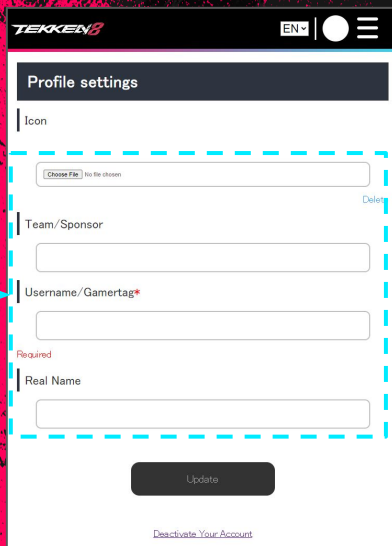 TEKKEN8
EN
Profile settings
Icon
Choose File No file chosen
Delet
Team/Sponsor
Username/Gamertag*
Required
Real Name
Update
Deactivate Your Account